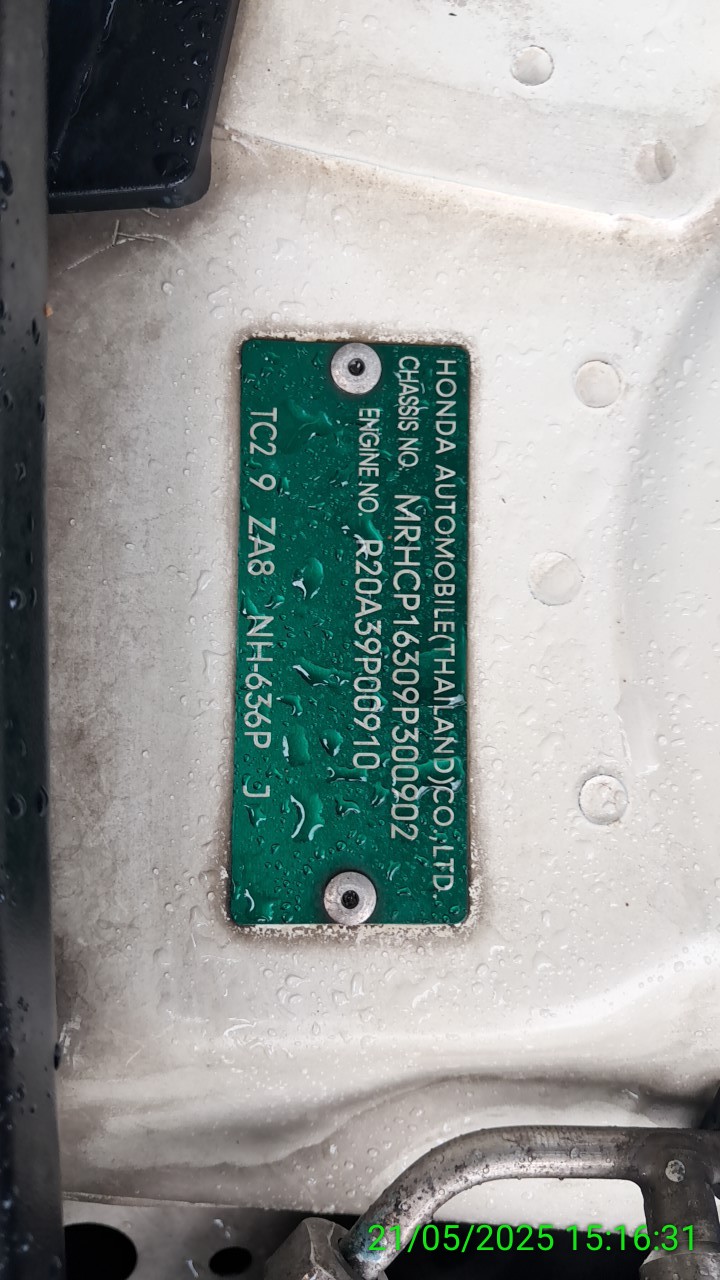 HONDA AUTOMOBILE(THAILAND)CO.,LTD.
CHASSIS NO. MRHCP16309P300902
ENGINE NO. R20A39P00910
TC2.9 ZA8 NH-636P J
21/05/2025 15:16:31